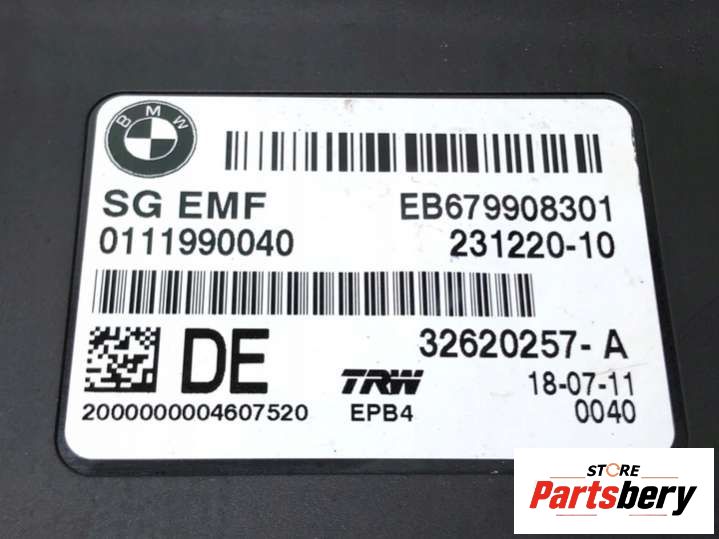 BMW
SG EMF EB679908301
0111990040 231220-10
DE 32620257- A
TRW 18-07-11
2000000004607520 EPB4 0040
STORE
Partsbery